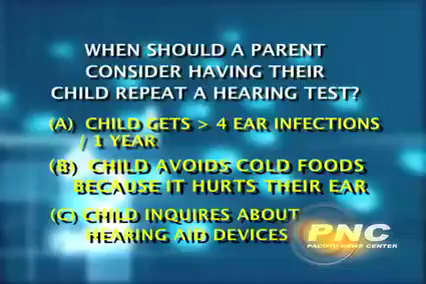 WHEN SHOULD A PARENT
CONSIDER HAVING THEIR
CHILD REPEAT A HEARING TEST?
(A) CHILD GETS > 4 EAR INFECTIONS
/ 1 YEAR
(B) CHILD AVOIDS COLD FOODS
BECAUSE IT HURTS THEIR EAR
(C) CHILD INQUIRES ABOUT
HEARING AID DEVICES
PNC
PACIFIC NEWS CENTER